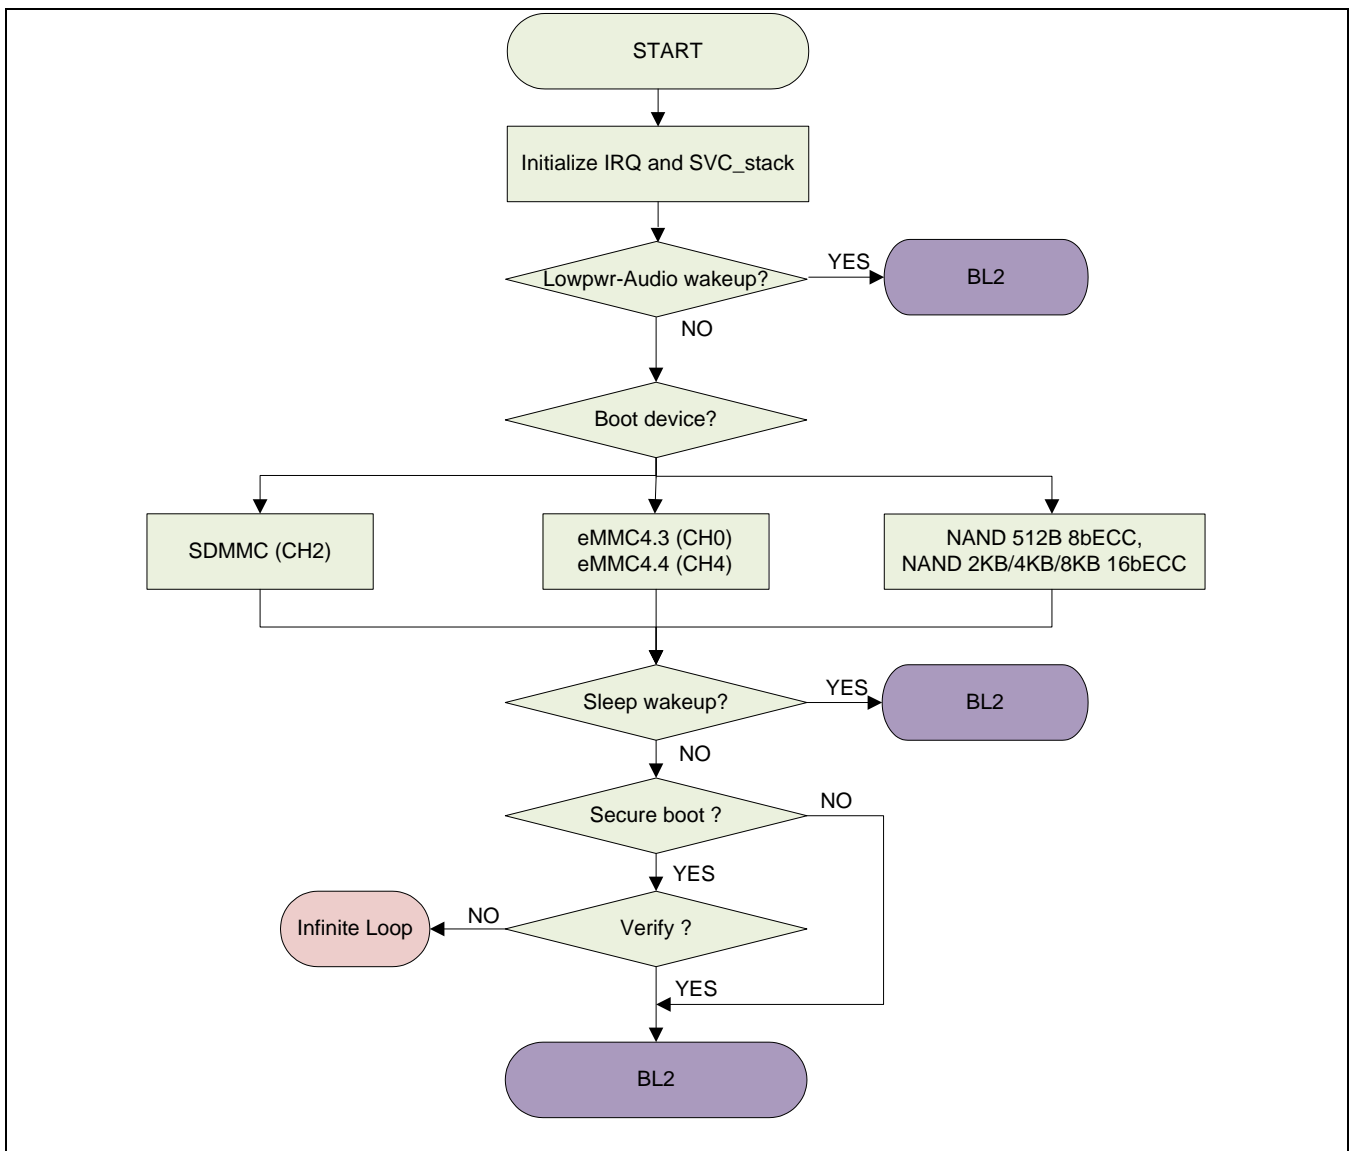 START
Initialize IRQ and SVC_stack
Lowpwr-Audio wakeup?
YES
BL2
NO
Boot device?
SDMMC (CH2)
eMMC4.3 (CH0)
eMMC4.4 (CH4)
NAND 512B 8bECC,
NAND 2KB/4KB/8KB 16bECC
Sleep wakeup?
YES
BL2
NO
Secure boot ?
NO
YES
Infinite Loop
NO
Verify ?
YES
BL2